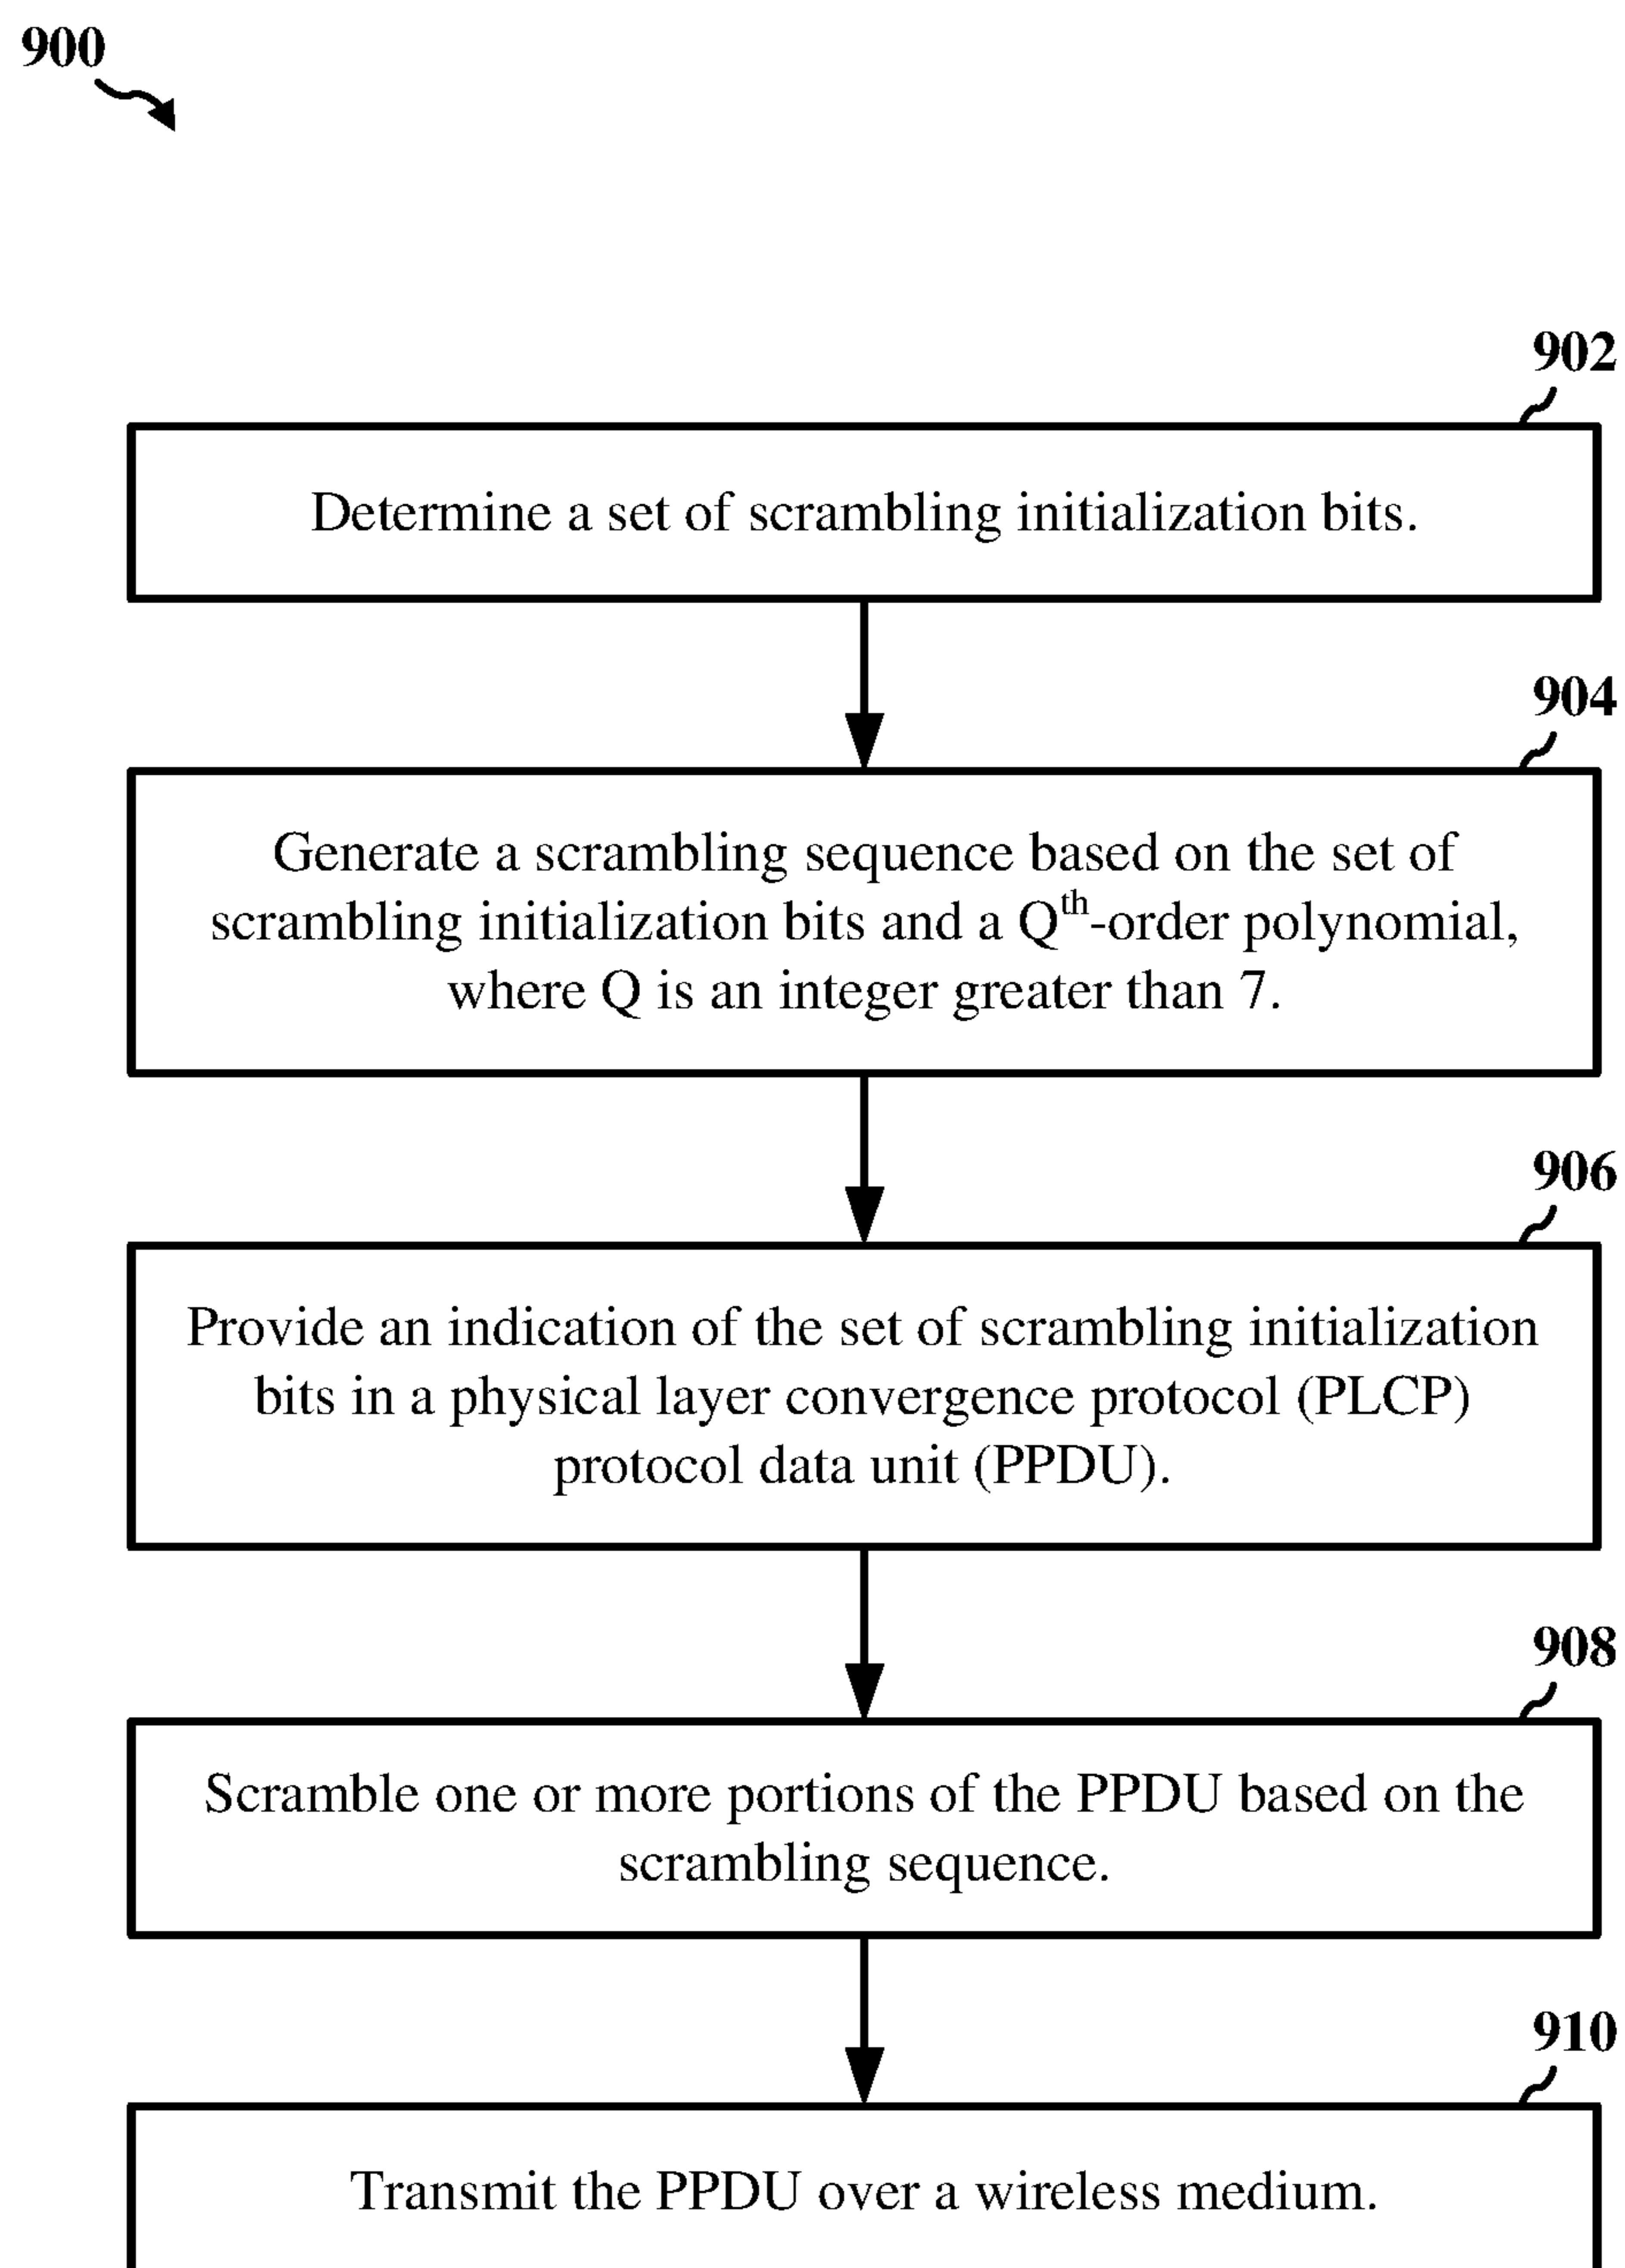 900
902
Determine a set of scrambling initialization bits.
904
Generate a scrambling sequence based on the set of
scrambling initialization bits and a Qth-order polynomial,
where Q is an integer greater than 7.
906
Provide an indication of the set of scrambling initialization
bits in a physical layer convergence protocol (PLCP)
protocol data unit (PPDU).
908
Scramble one or more portions of the PPDU based on the
scrambling sequence.
910
Transmit the PPDU over a wireless medium.